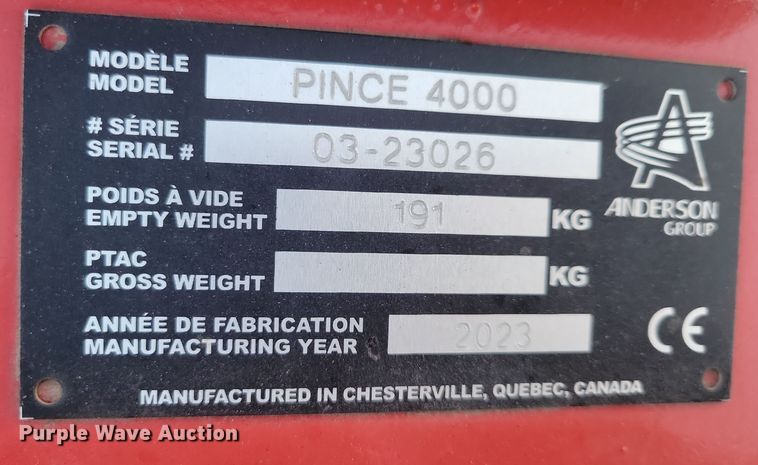 MODÈLE
MODEL
PINCE 4000
# SÉRIE
SERIAL #
03-23026
POIDS À VIDE
EMPTY WEIGHT
191
KG
ANDERSON
GROUP
PTAC
GROSS WEIGHT
KG
ANNÉE DE FABRICATION
MANUFACTURING YEAR
2023
CE
MANUFACTURED IN CHESTERVILLE, QUEBEC, CANADA
Purple Wave Auction